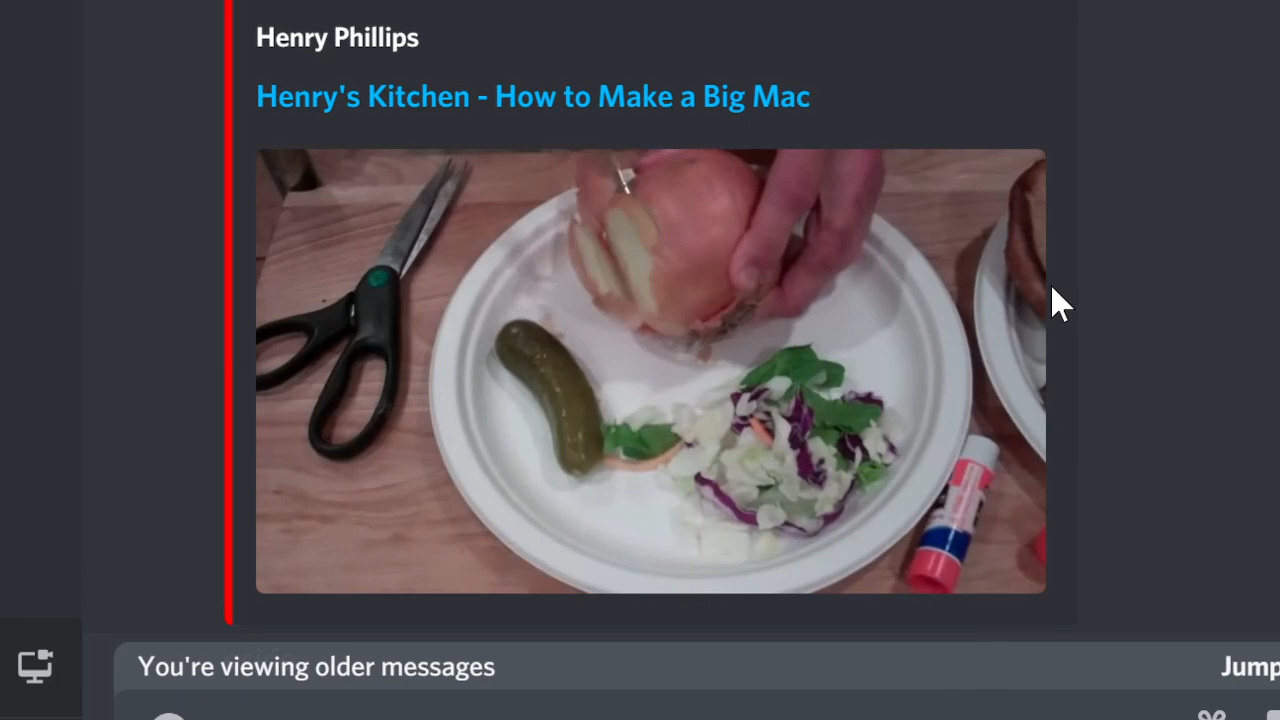 Henry Phillips
Henry's Kitchen - How to Make a Big Mac
You're viewing older messages
Jump